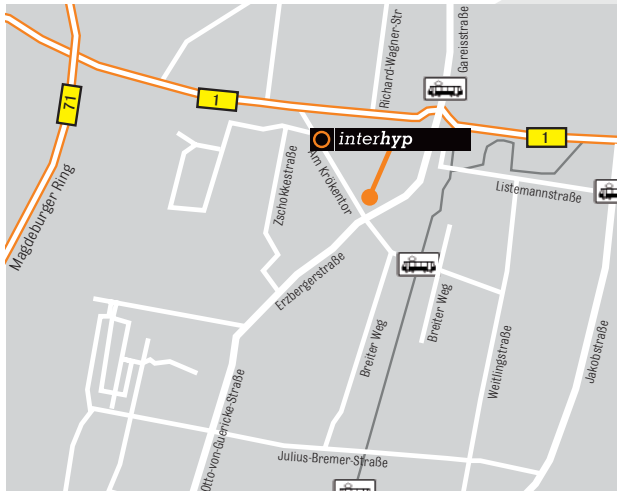 Richard-Wagner-Str
Gareisstraße
71
1
1
interhyp
Magdeburger Ring
Zschokkestraße
Am Krökentor
Listemannstraße
Erzbergerstraße
Breiter Weg
Breiter Weg
Weitlingstraße
Jakobstraße
Otto-von-Guericke-Straße
Julius-Bremer-Straße